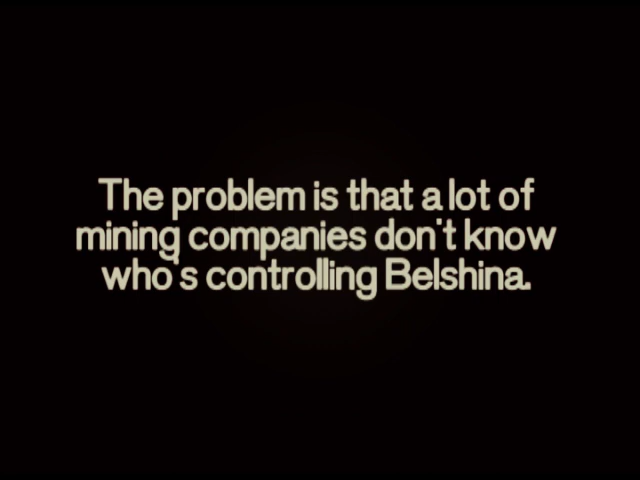 The problem is that a lot of
mining companies don't know
who's controlling Belshina.